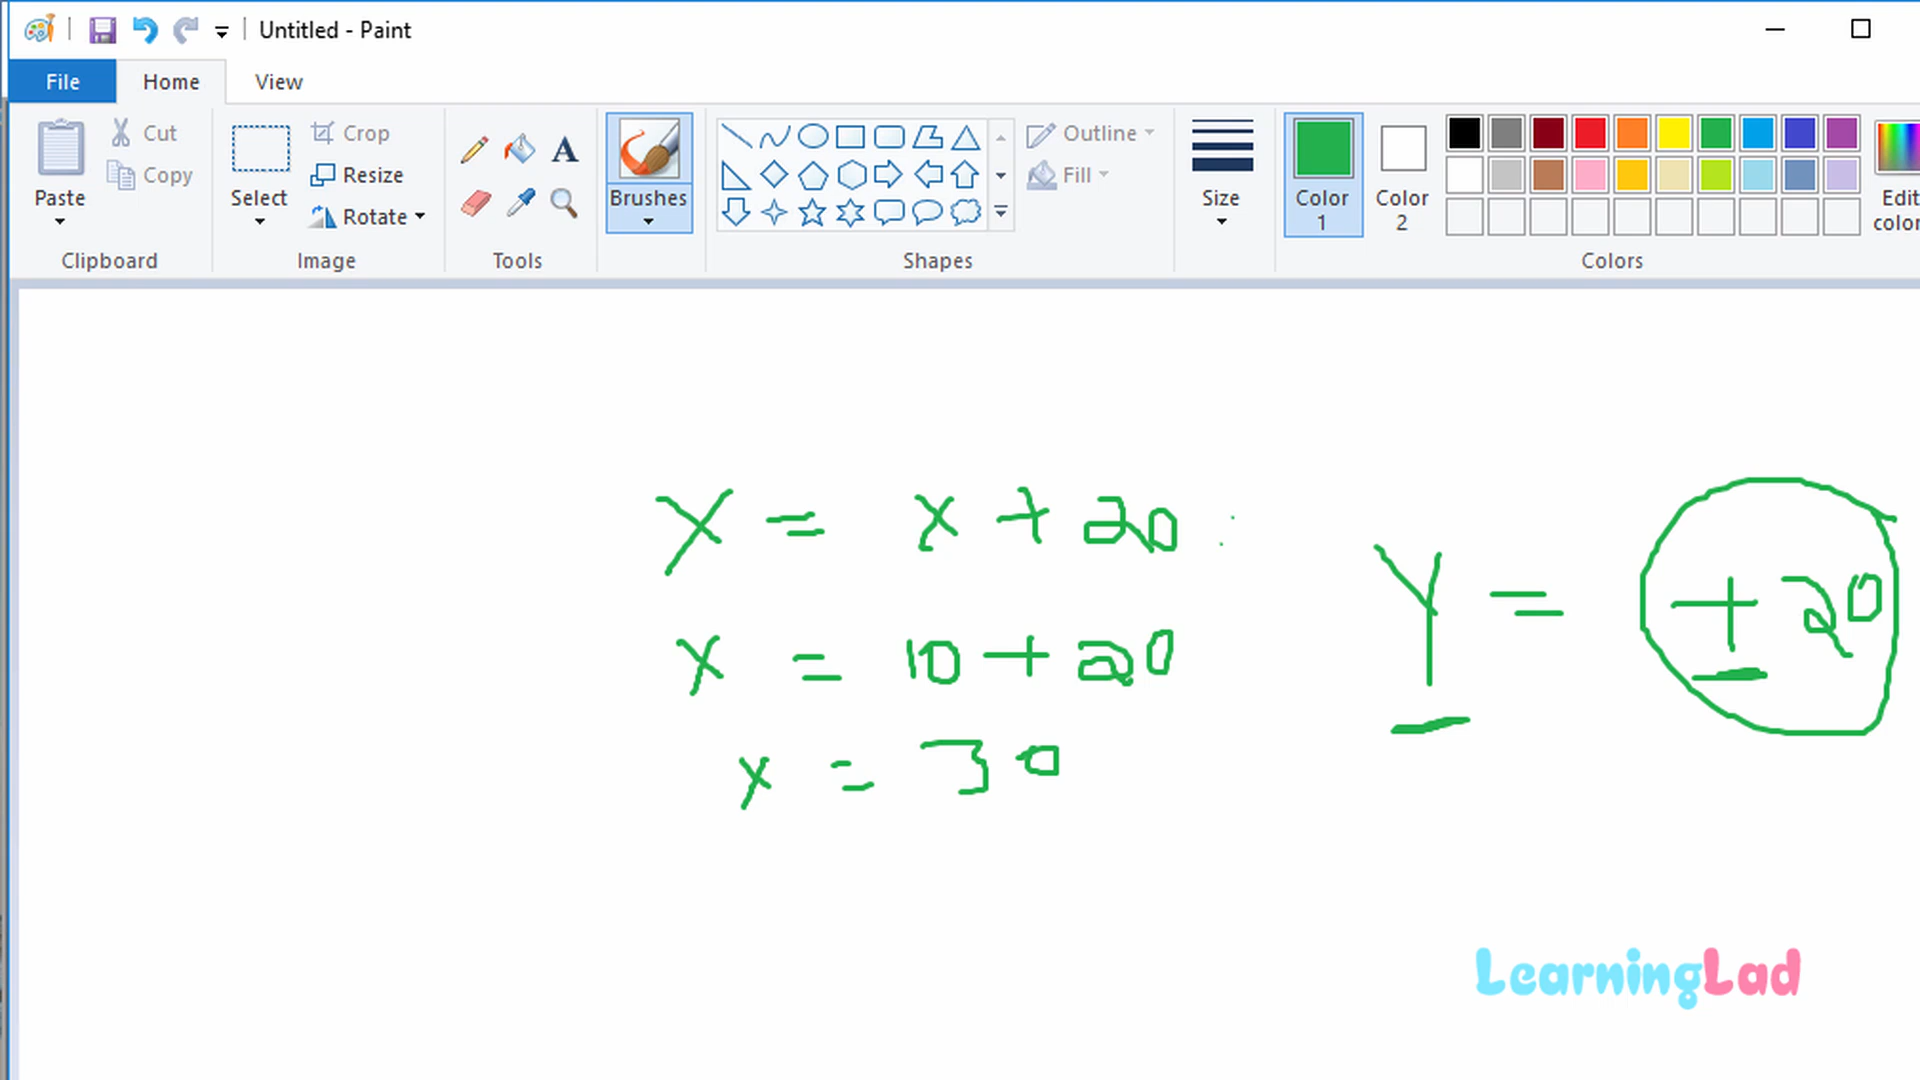 Untitled - Paint
File Home View
Paste
Cut
Copy
Clipboard
Select
Crop
Resize
Rotate
Image
A
Tools
Brushes
Shapes
Outline
Fill
Size
Color 1
Color 2
Colors
Edit
X = x + 20
x = 10 + 20
x = 30
Y = + 20
LearningLad